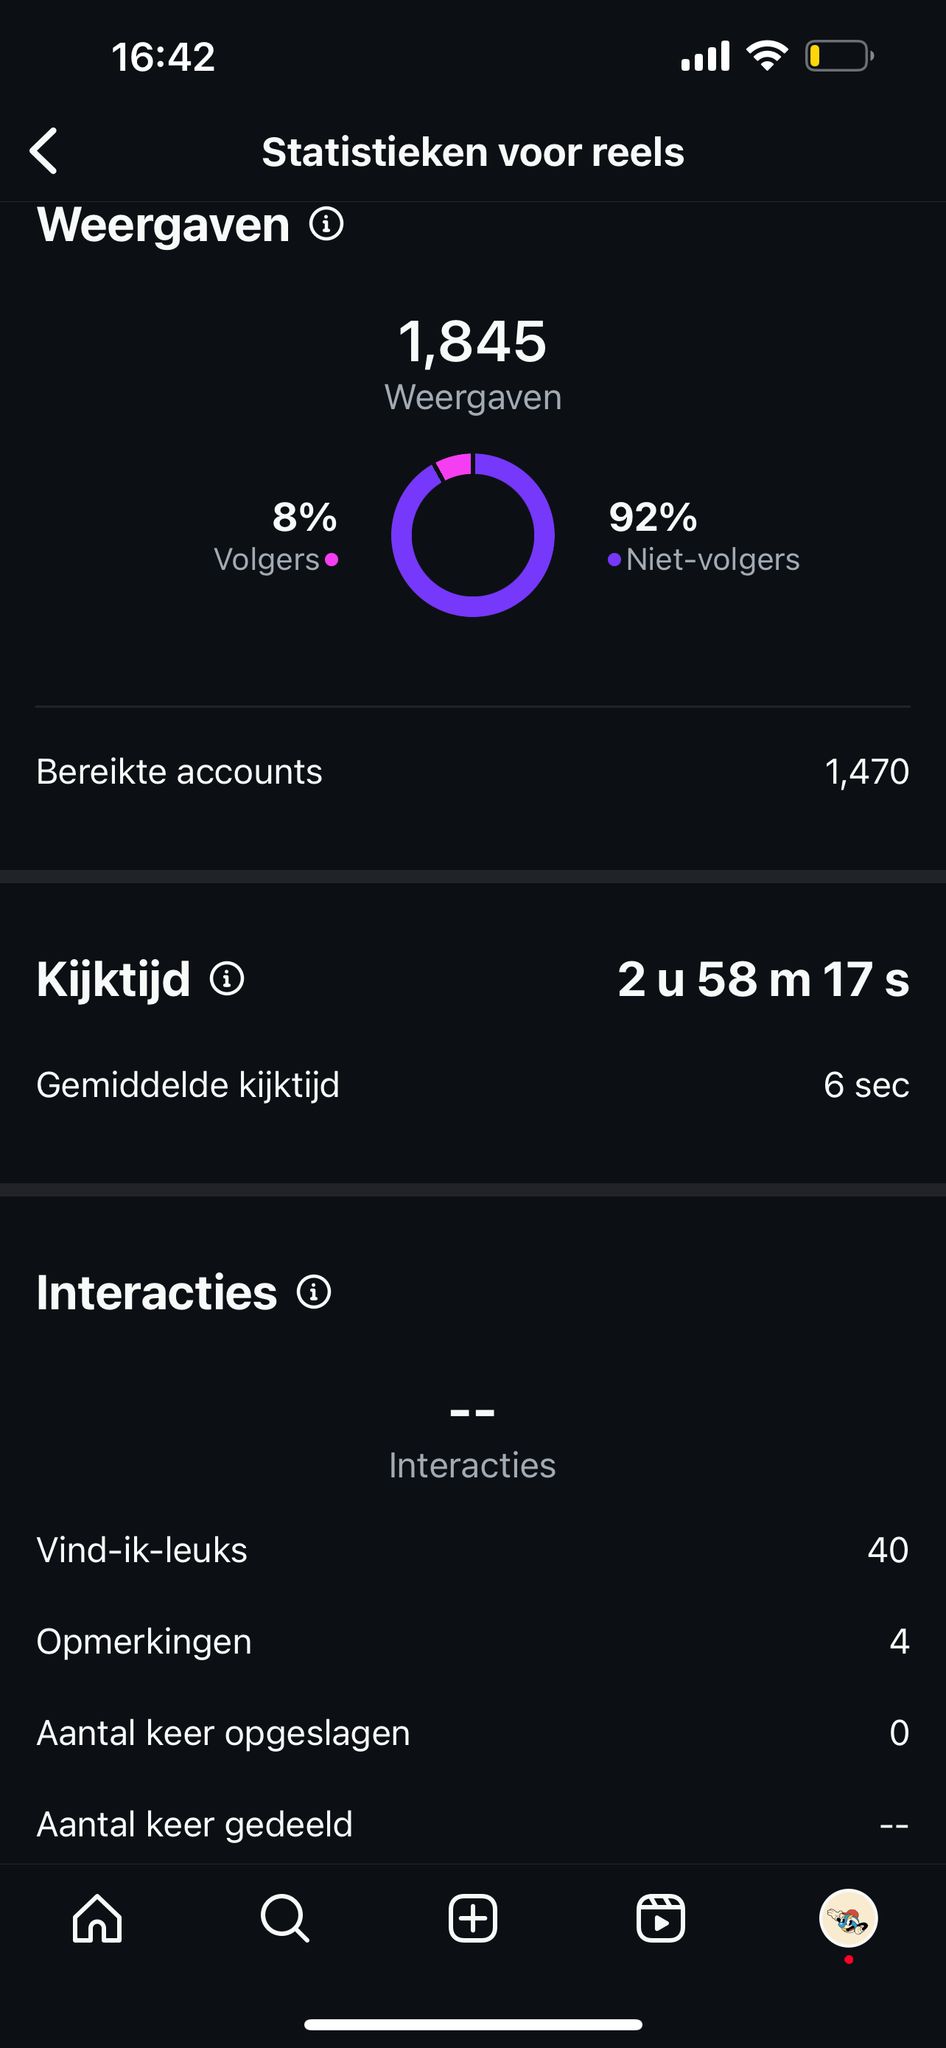 16:42
Statistieken voor reels
Weergaven
1,845
Weergaven
8%
Volgers
92%
Niet-volgers
Bereikte accounts 1,470
Kijktijd 2 u 58 m 17 s
Gemiddelde kijktijd 6 sec
Interacties
--
Interacties
Vind-ik-leuks 40
Opmerkingen 4
Aantal keer opgeslagen 0
Aantal keer gedeeld --